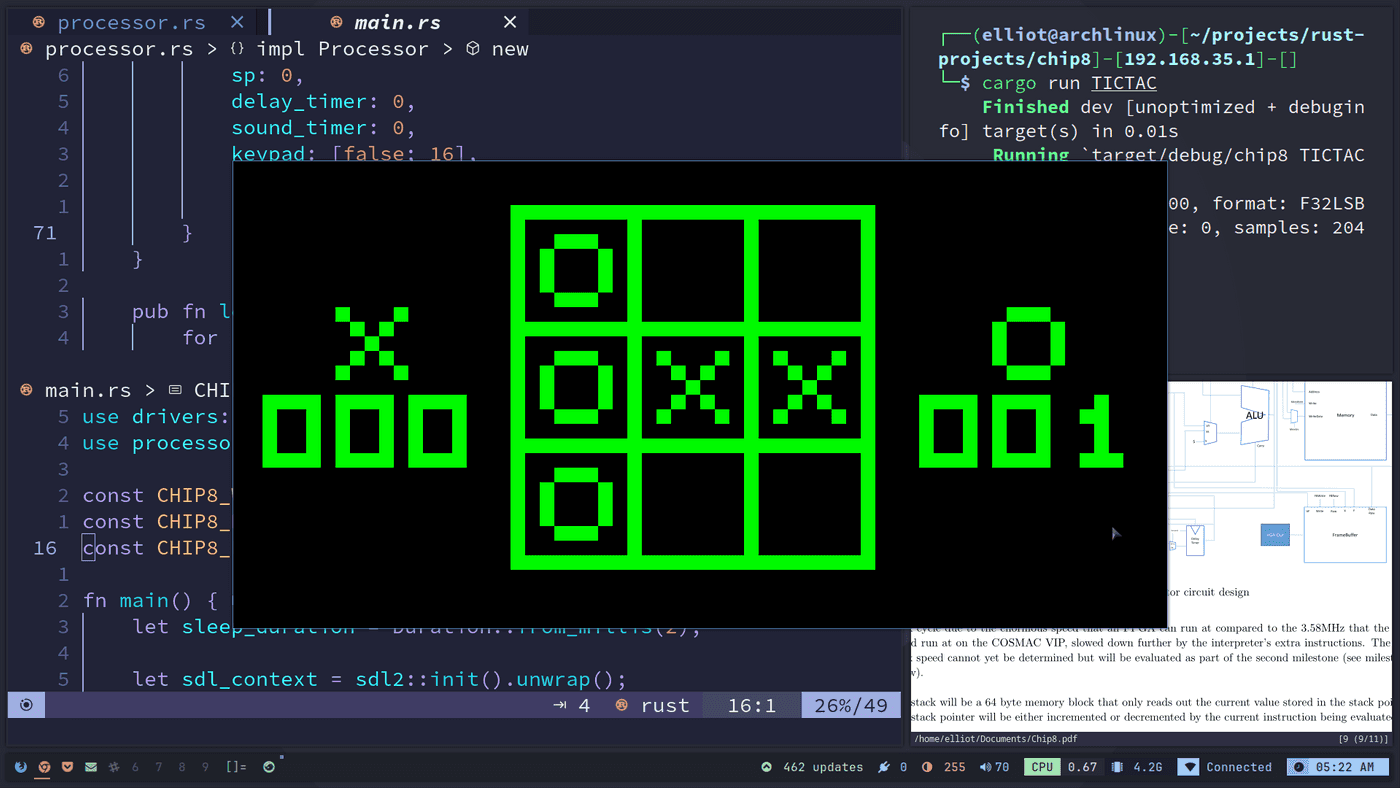 processor.rs ✕ main.rs ✕
processor.rs > {} impl Processor > new
6 sp: 0,
5 delay_timer: 0,
4 sound_timer: 0,
3 keypad: [false; 16],
2
1
71 }
1 }
2
3 pub fn l
4 for
main.rs > CHI
5 use drivers:
4 use processo
3
2 const CHIP8_
1 const CHIP8_
16 const CHIP8_
1
2 fn main() {
3 let sleep_duration = Duration::from_millis(2);
4
5 let sdl_context = sdl2::init().unwrap();
4 rust 16:1 26%/49
(elliot@archlinux)-[~/projects/rust-
projects/chip8]-[192.168.35.1]-[]
$ cargo run TICTAC
Finished dev [unoptimized + debugin
fo] target(s) in 0.01s
Running `target/debug/chip8 TICTAC
00, format: F32LSB
e: 0, samples: 204
O
O X X
O
X
000
O
001
ALU
Memory
FrameBuffer
or circuit design
cycle due to the enormous speed that an FPGA can run at compared to the 3.58MHz that the
d run at on the COSMAC VIP, slowed down further by the interpreter's extra instructions. The
speed cannot yet be determined but will be evaluated as part of the second milestone (see miles
w).
stack will be a 64 byte memory block that only reads out the current value stored in the stack poi
stack pointer will be either incremented or decremented by the current instruction being evaluate
/home/elliot/Documents/Chip8.pdf [9 (9/11)]
6 7 8 9 []= 462 updates 0 255 70 CPU 0.67 4.2G Connected 05:22 AM